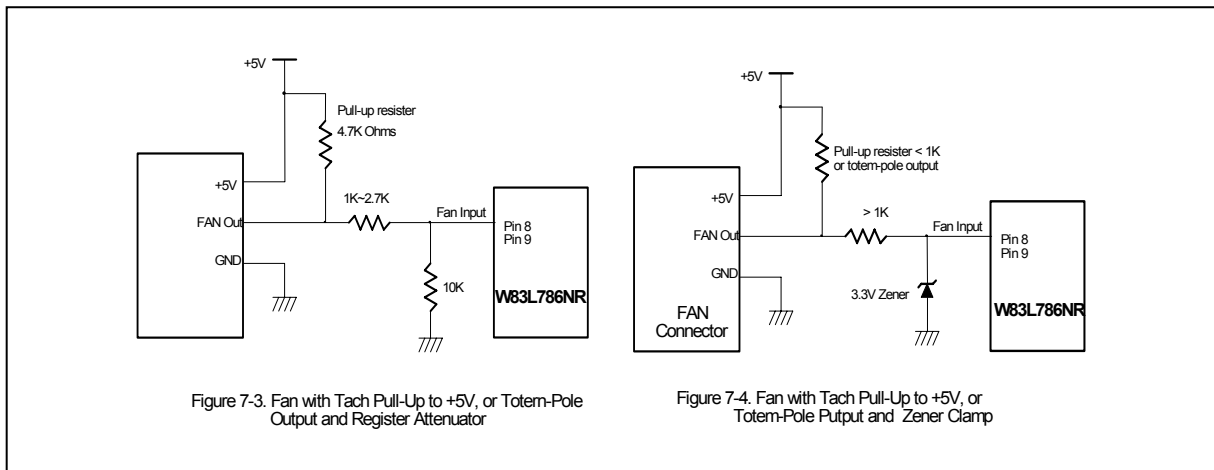 +5V
Pull-up resister
4.7K Ohms
+5V
FAN Out
GND
1K~2.7K
Fan Input
10K
Pin 8
Pin 9
W83L786NR
Figure 7-3. Fan with Tach Pull-Up to +5V, or Totem-Pole
Output and Register Attenuator
+5V
Pull-up resister < 1K
or totem-pole output
+5V
FAN Out
GND
FAN
Connector
> 1K
Fan Input
3.3V Zener
Pin 8
Pin 9
W83L786NR
Figure 7-4. Fan with Tach Pull-Up to +5V, or
Totem-Pole Putput and Zener Clamp